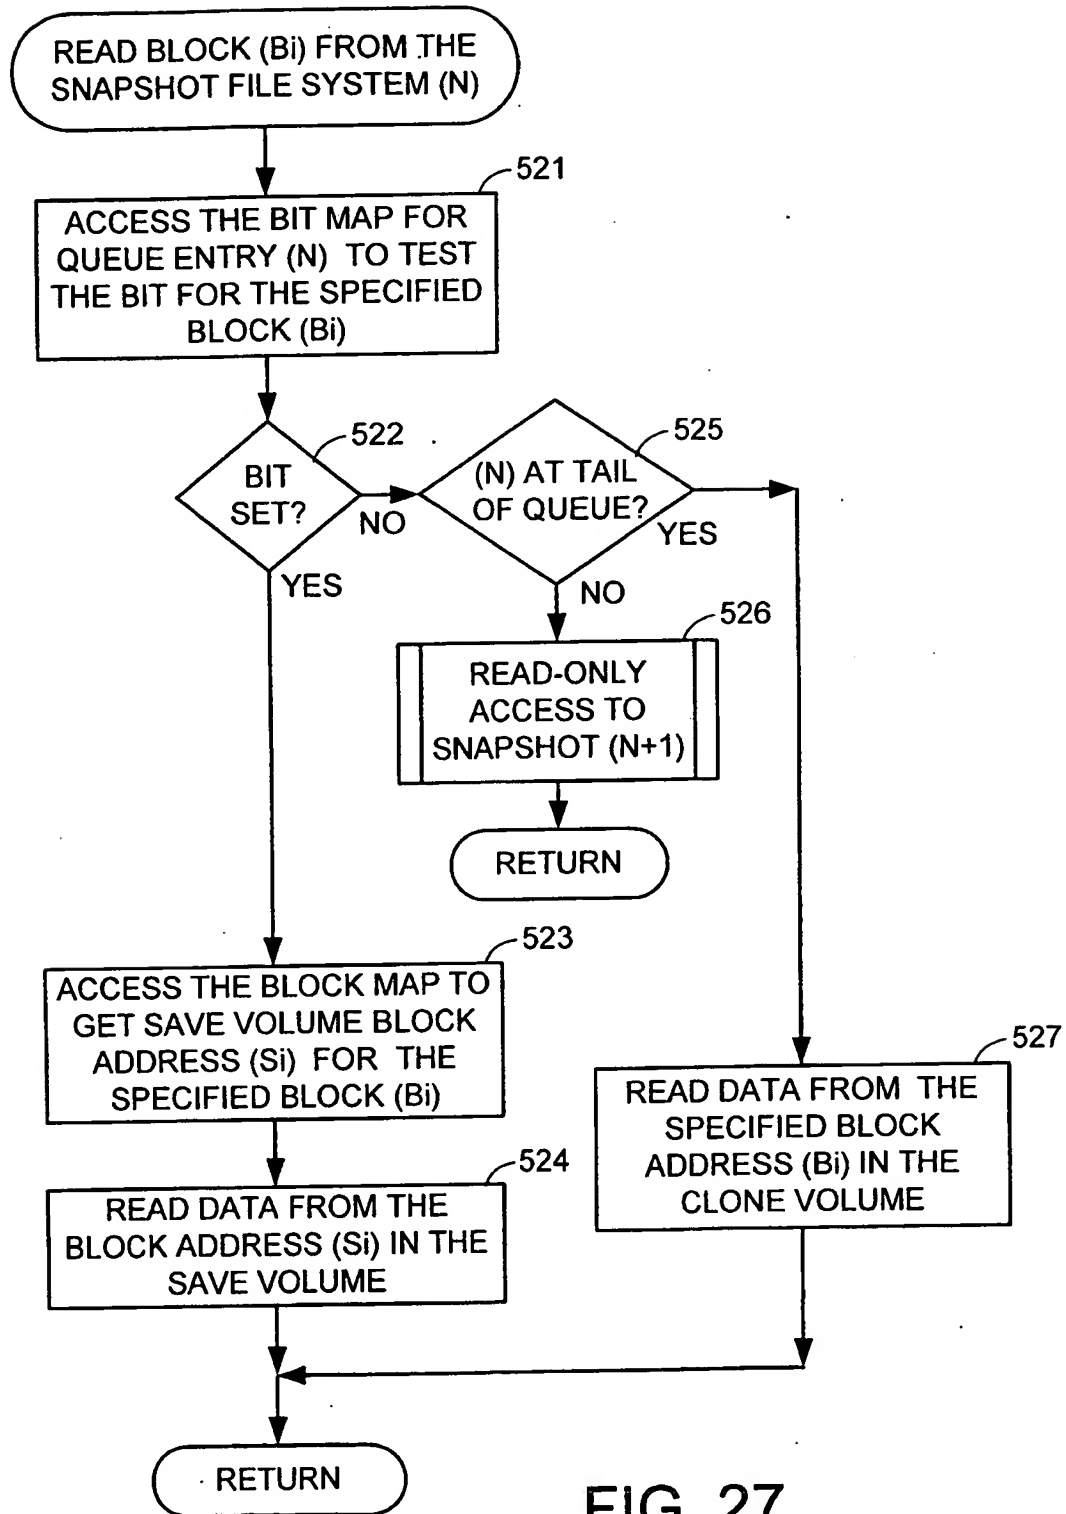 READ BLOCK (Bi) FROM THE
SNAPSHOT FILE SYSTEM (N)
521
ACCESS THE BIT MAP FOR
QUEUE ENTRY (N) TO TEST
THE BIT FOR THE SPECIFIED
BLOCK (Bi)
522
BIT
SET?
NO
YES
525
(N) AT TAIL
OF QUEUE?
YES
NO
526
READ-ONLY
ACCESS TO
SNAPSHOT (N+1)
RETURN
523
ACCESS THE BLOCK MAP TO
GET SAVE VOLUME BLOCK
ADDRESS (Si) FOR THE
SPECIFIED BLOCK (Bi)
524
READ DATA FROM THE
BLOCK ADDRESS (Si) IN THE
SAVE VOLUME
527
READ DATA FROM THE
SPECIFIED BLOCK
ADDRESS (Bi) IN THE
CLONE VOLUME
RETURN
FIG. 27